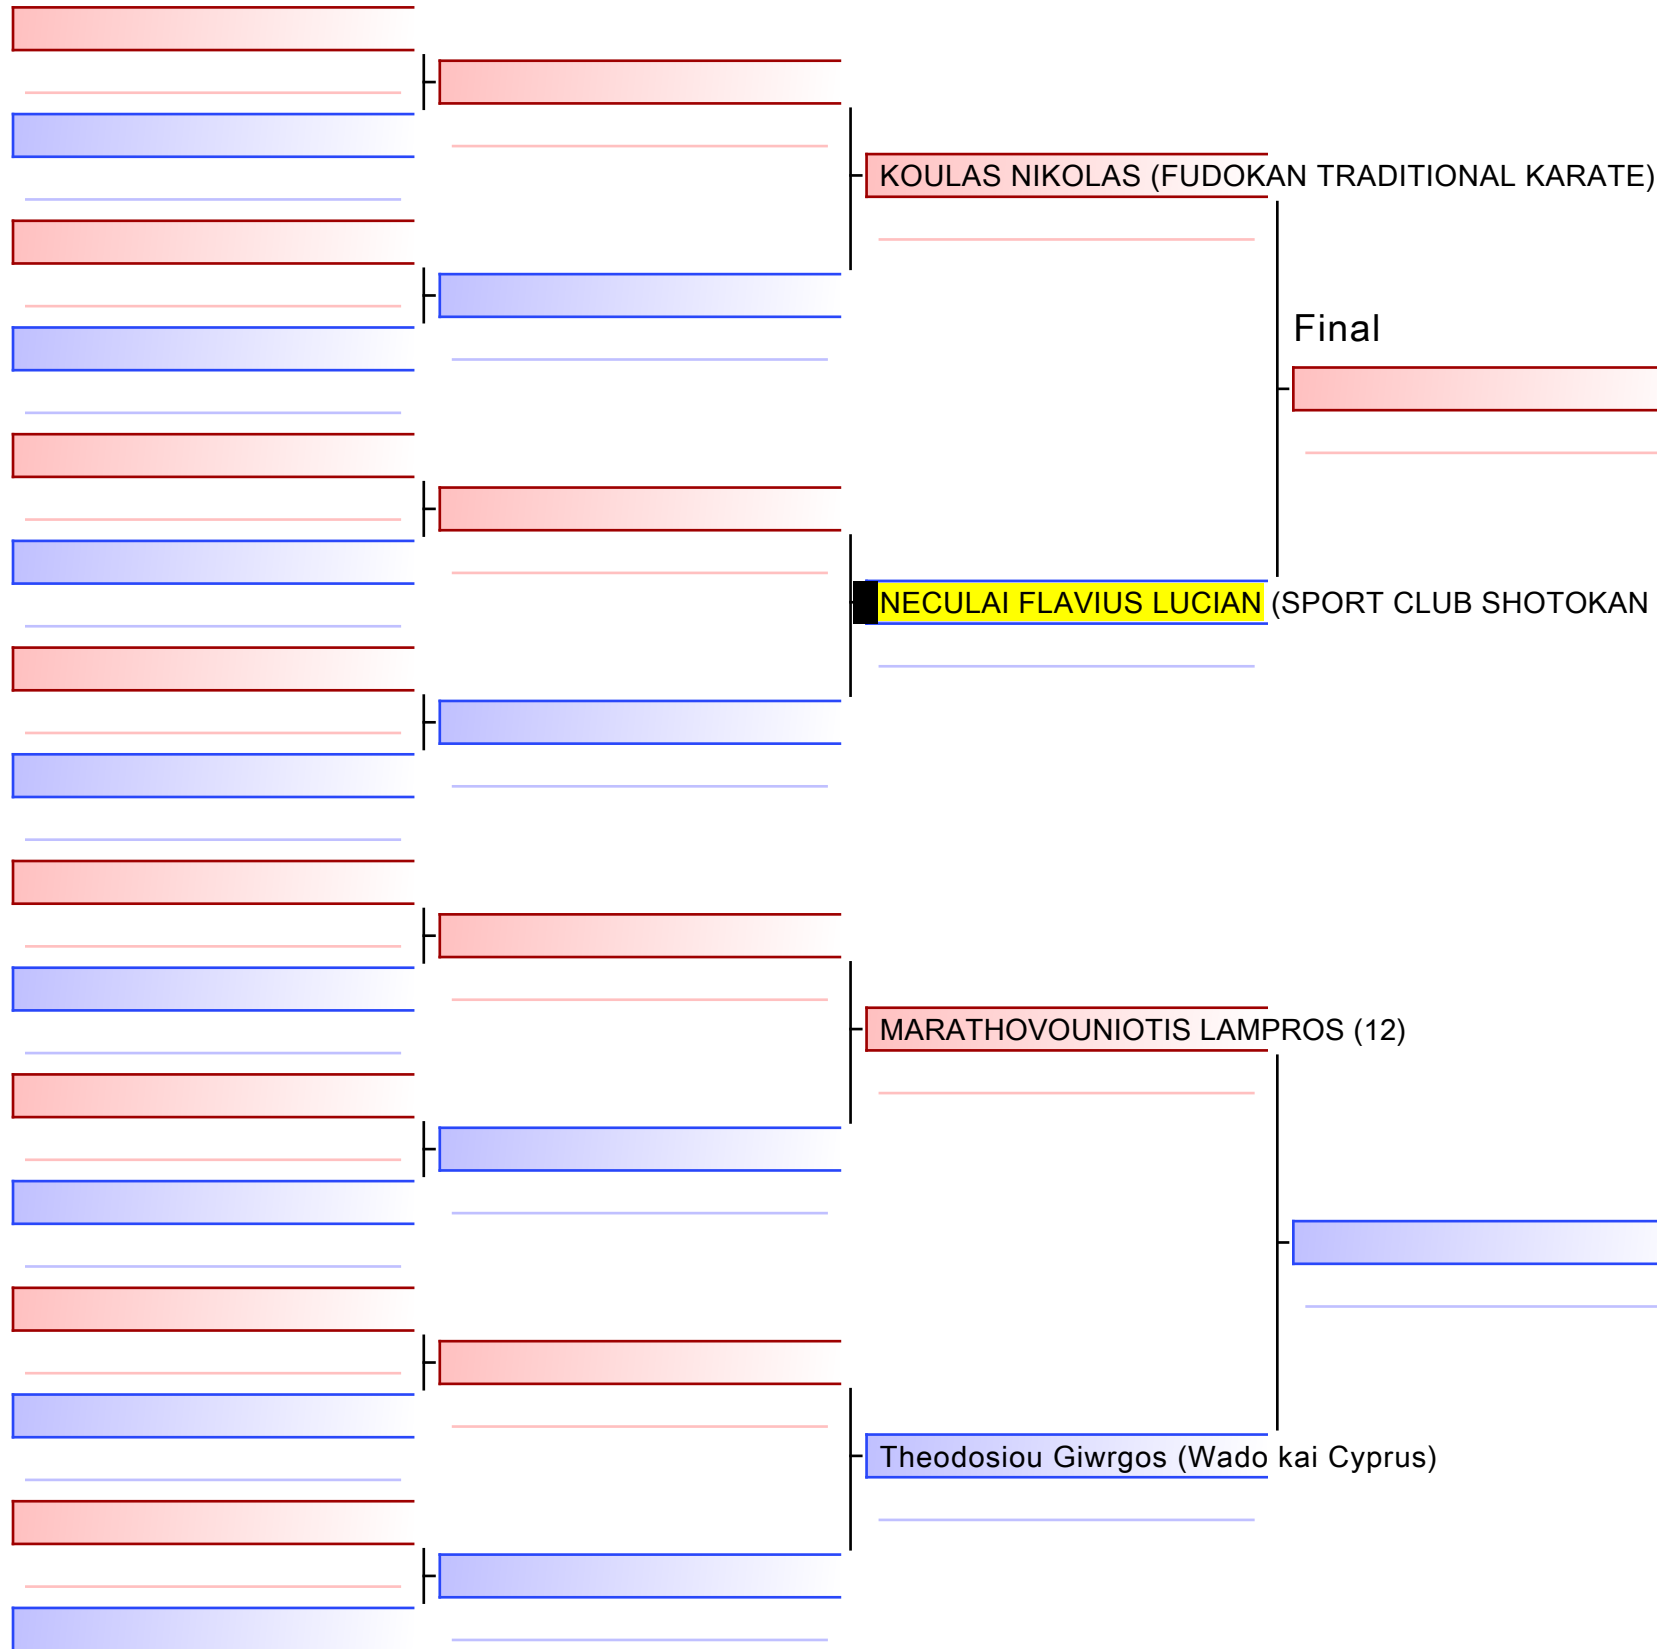 KOULAS NIKOLAS (FUDOKAN TRADITIONAL KARATE)
Final
NECULAI FLAVIUS LUCIAN (SPORT CLUB SHOTOKAN
MARATHOVOUNIOTIS LAMPROS (12)
Theodosiou Giwrgos (Wado kai Cyprus)